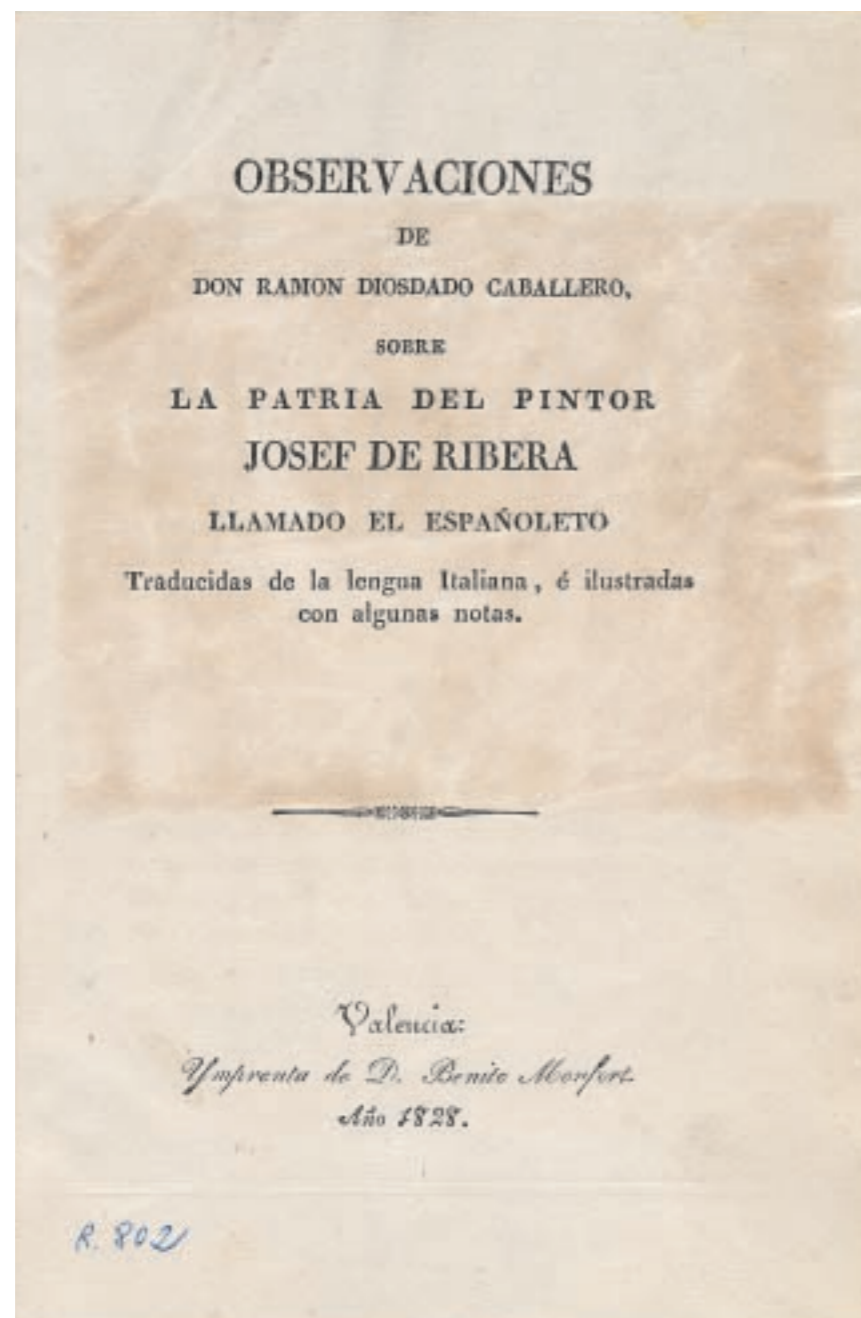 OBSERVACIONES
DE
DON RAMON DIOSDADO CABALLERO,
SOBRE
LA PATRIA DEL PINTOR
JOSEF DE RIBERA
LLAMADO EL ESPAÑOLETO
Traducidas de la lengua Italiana, é ilustradas
con algunas notas.
Valencia:
Ymprenta de D. Benito Monfort.
Año 1828.
R. 802